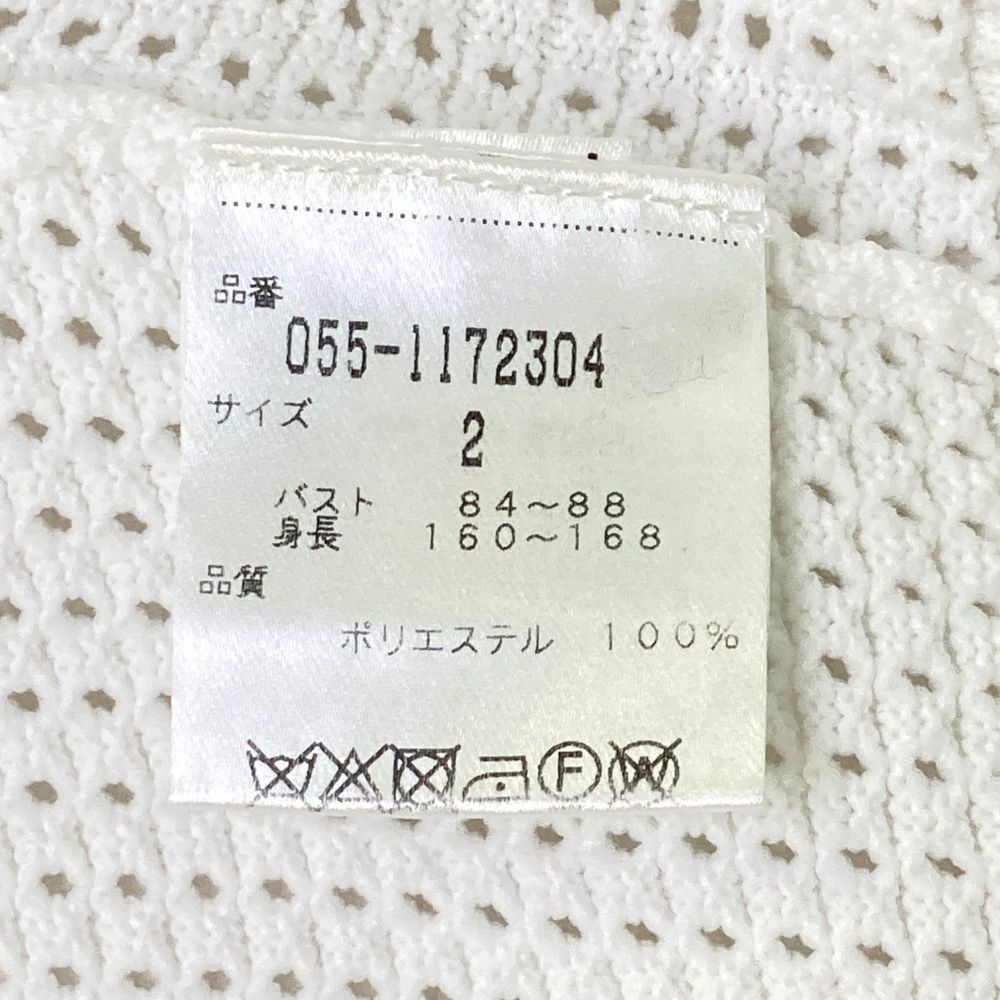 品番
055-1172304
サイズ
2
バスト 84～88
身長 160～168
品質
ポリエステル 100%
F
W